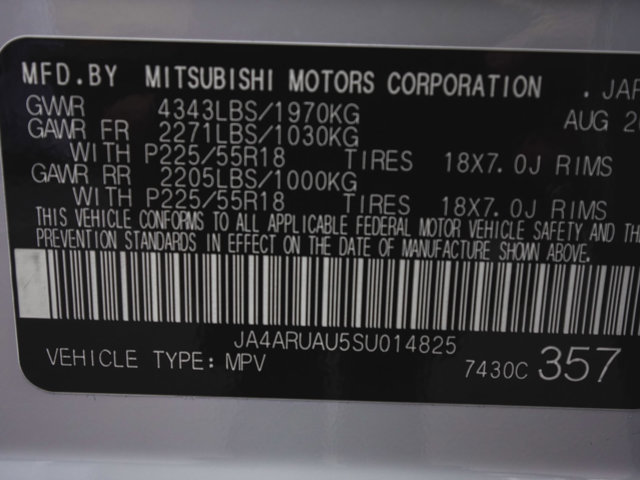 MFD.BY MITSUBISHI MOTORS CORPORATION .
GWVR 4343LBS/1970KG AUG
GAWR FR 2271LBS/1030KG
WITH P225/55R18 TIRES 18X7.0J RIMS
GAWR RR 2205LBS/1000KG
WITH P225/55R18 TIRES 18X7.0J RIMS
THIS VEHICLE CONFORMS TO ALL APPLICABLE FEDERAL MOTOR VEHICLE SAFETY AND
PREVENTION STANDARDS IN EFFECT ON THE DATE OF MANUFACTURE SHOWN ABOVE.
JA4ARUAU5SU014825
VEHICLE TYPE: MPV 7430C 357